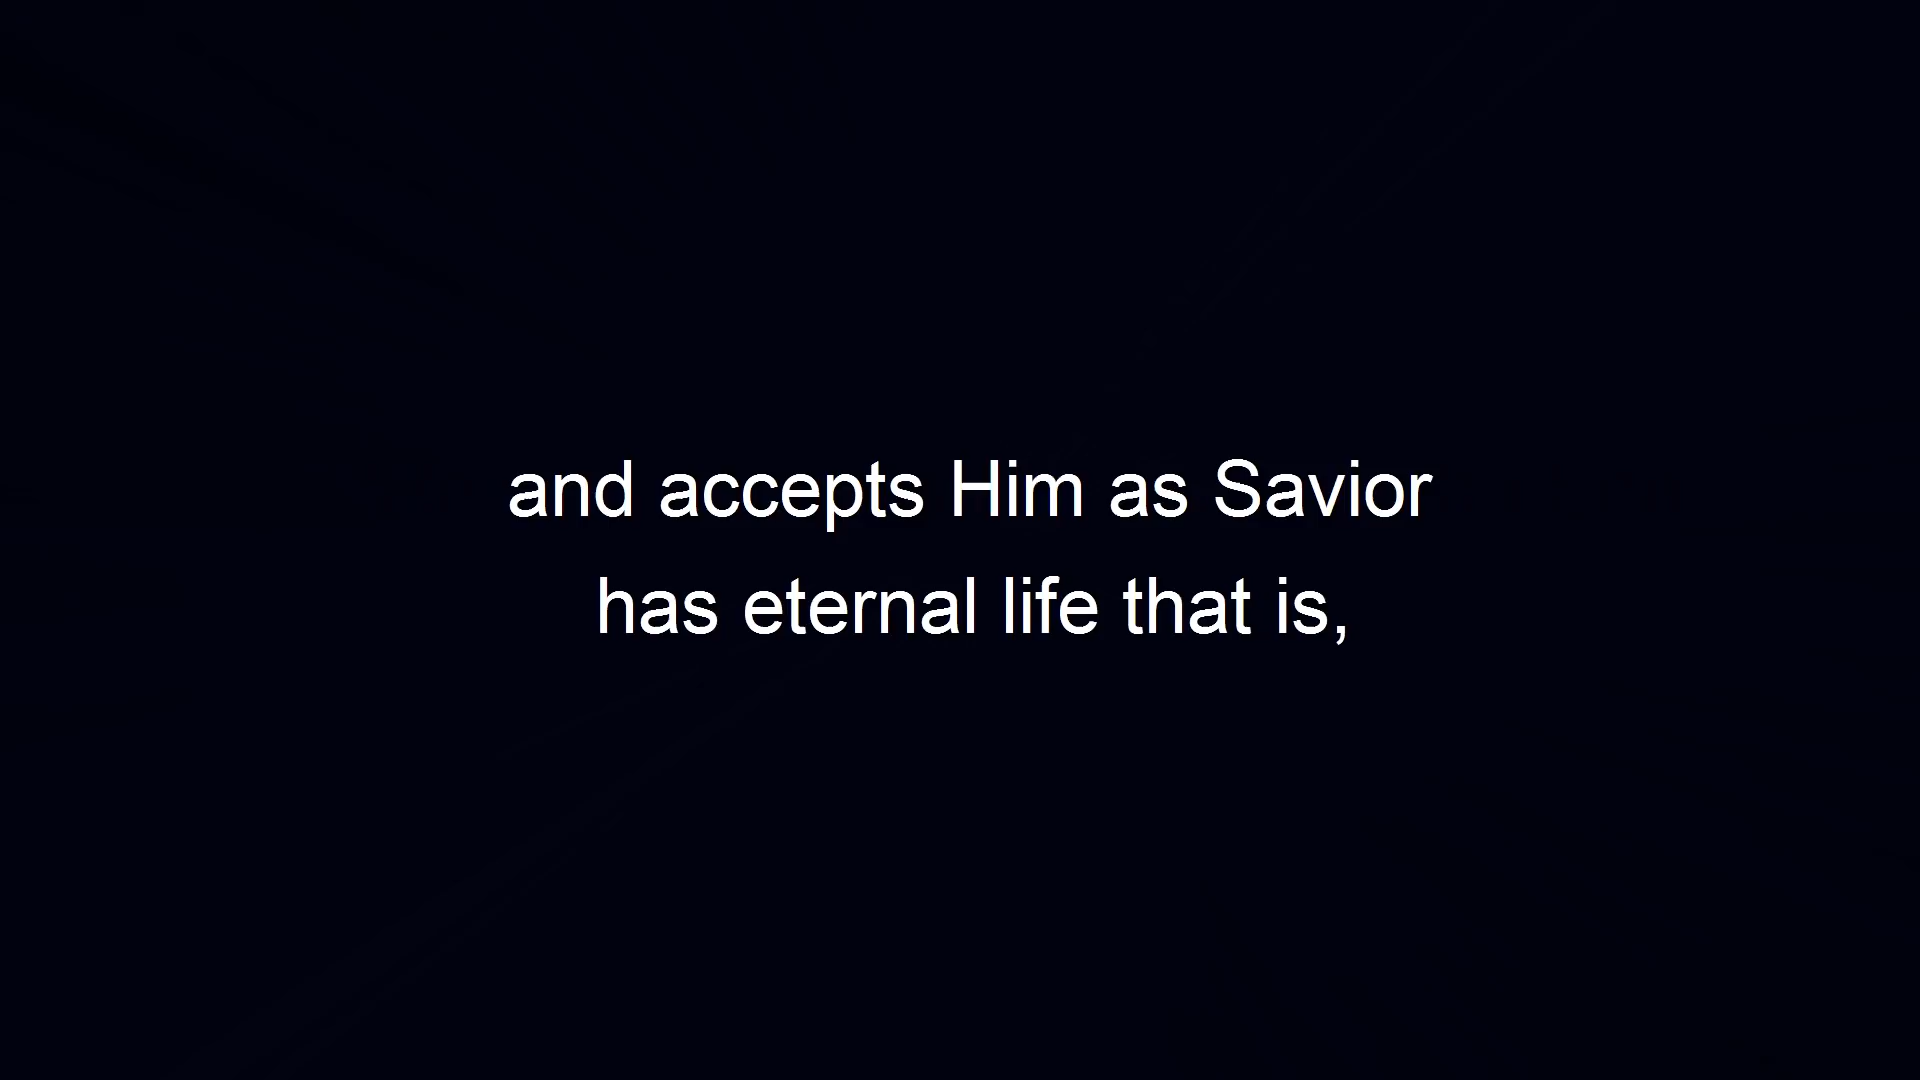 and accepts Him as Savior
has eternal life that is,